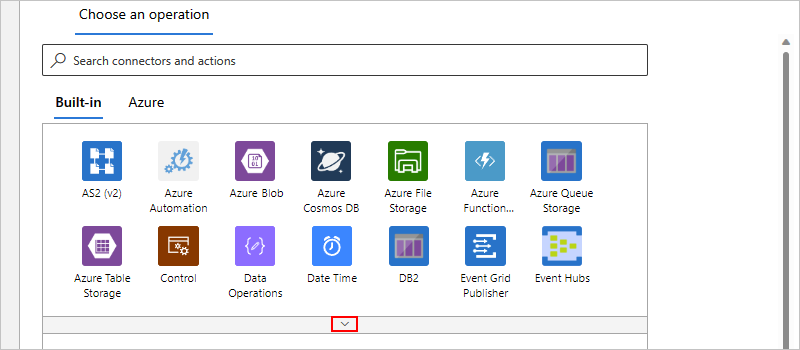 Choose an operation
Search connectors and actions
Built-in Azure
AS2 (v2) Azure Automation Azure Blob Azure Cosmos DB Azure File Storage Azure Function... Azure Queue Storage
Azure Table Storage Control Data Operations Date Time DB2 Event Grid Publisher Event Hubs